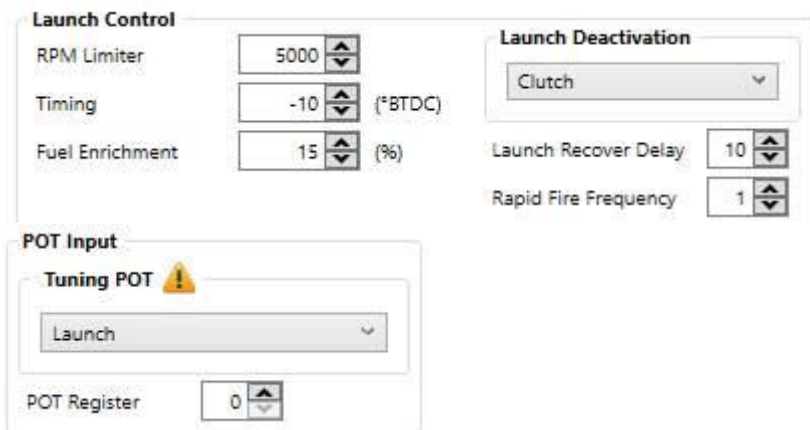 Launch Control
RPM Limiter 5000
Timing -10 (°BTDC)
Fuel Enrichment 15 (%)
Launch Deactivation
Clutch
Launch Recover Delay 10
Rapid Fire Frequency 1
POT Input
Tuning POT
Launch
POT Register 0